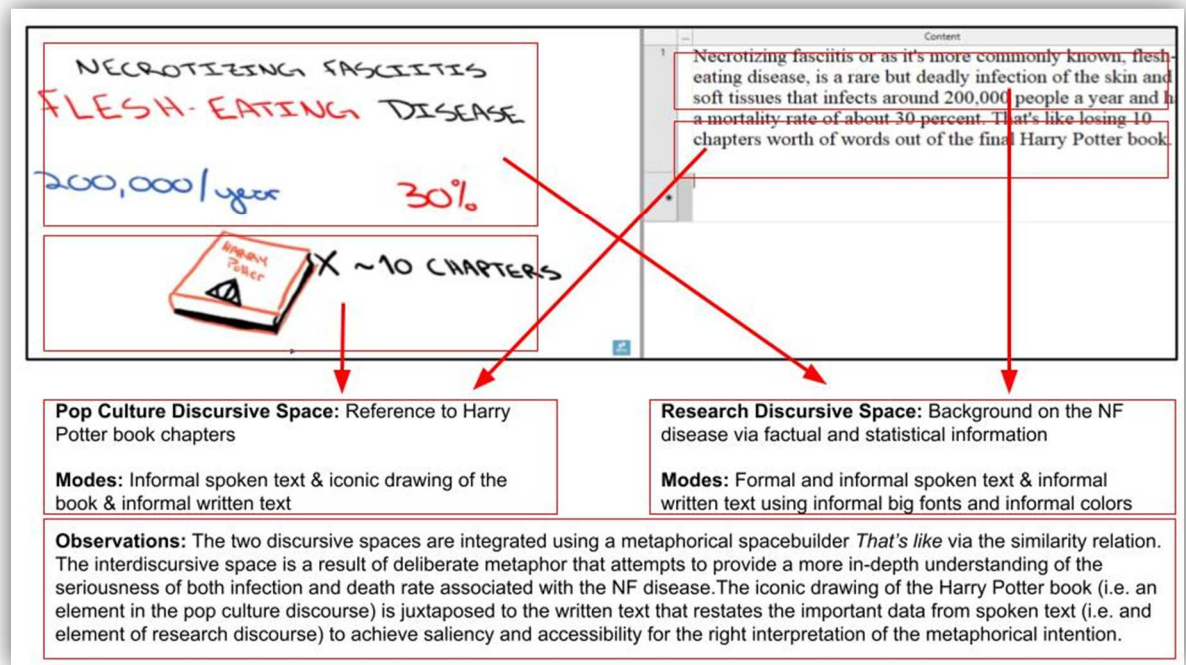 NECROTIZING FASCIITIS
FLESH-EATING DISEASE
200,000/year 30%
HARRY
Potter
X ~10 CHAPTERS
Content
1
Necrotizing fasciitis or as it's more commonly known, flesh-
eating disease, is a rare but deadly infection of the skin and
soft tissues that infects around 200,000 people a year and h
a mortality rate of about 30 percent. That's like losing 10
chapters worth of words out of the final Harry Potter book.
Pop Culture Discursive Space: Reference to Harry
Potter book chapters
Modes: Informal spoken text & iconic drawing of the
book & informal written text
Research Discursive Space: Background on the NF
disease via factual and statistical information
Modes: Formal and informal spoken text & informal
written text using informal big fonts and informal colors
Observations: The two discursive spaces are integrated using a metaphorical spacebuilder That's like via the similarity relation.
The interdiscursive space is a result of deliberate metaphor that attempts to provide a more in-depth understanding of the
seriousness of both infection and death rate associated with the NF disease.The iconic drawing of the Harry Potter book (i.e. an
element in the pop culture discourse) is juxtaposed to the written text that restates the important data from spoken text (i.e. and
element of research discourse) to achieve saliency and accessibility for the right interpretation of the metaphorical intention.